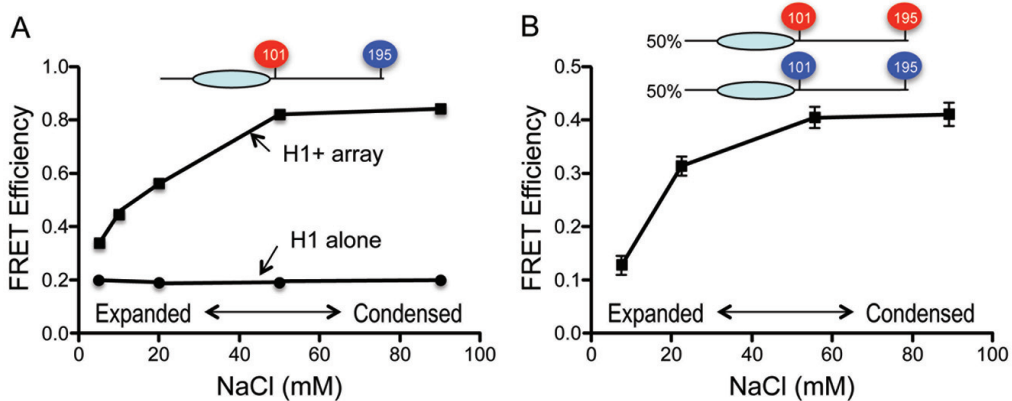 A
101
195
1.0
0.8
0.6
0.4
0.2
0.0
FRET Efficiency
H1+ array
H1 alone
Expanded
Condensed
0
20
40
60
80
100
NaCl (mM)
B
50%
101
195
50%
101
195
0.5
0.4
0.3
0.2
0.1
0.0
FRET Efficiency
Expanded
Condensed
0
20
40
60
80
100
NaCl (mM)